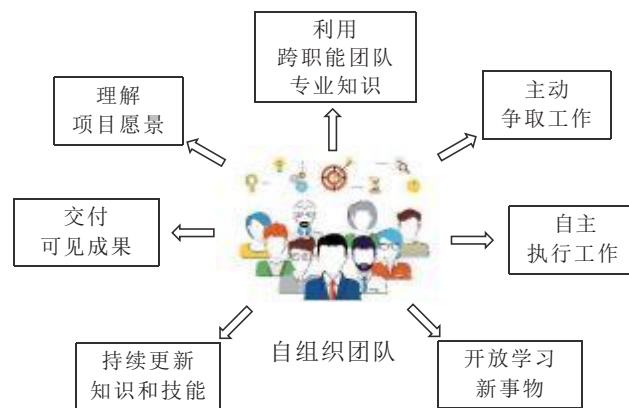 利用
跨职能团队
专业知识
理解
项目愿景
主动
争取工作
交付
可见成果
自主
执行工作
持续更新
知识和技能
自组织团队
开放学习
新事物